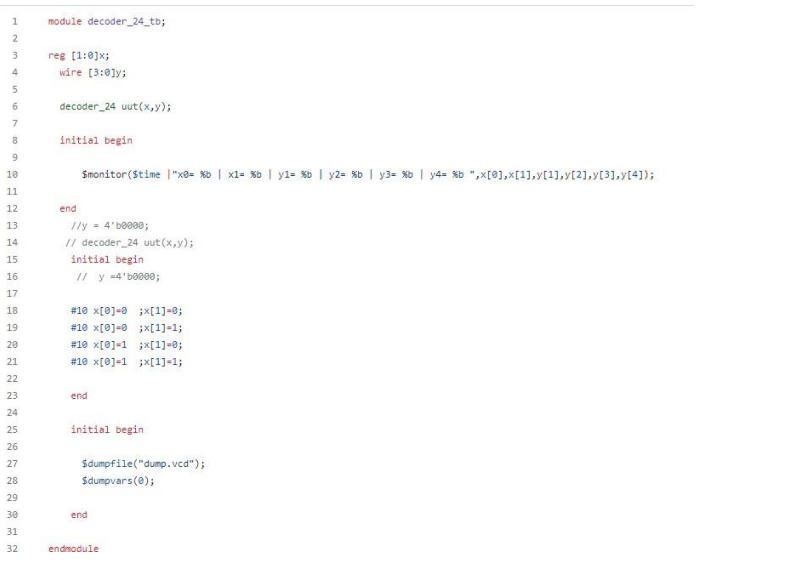 1 module decoder_24_tb;
2
3 reg [1:0]x;
4 wire [3:0]y;
5
6 decoder_24 uut(x,y);
7
8 initial begin
9
10 $monitor($time |"x0= %b | x1= %b | y1= %b | y2= %b | y3= %b | y4= %b ",x[0],x[1],y[1],y[2],y[3],y[4]);
11
12 end
13 //y = 4'b0000;
14 // decoder_24 uut(x,y);
15 initial begin
16 // y =4'b0000;
17
18 #10 x[0]=0 ;x[1]=0;
19 #10 x[0]=0 ;x[1]=1;
20 #10 x[0]=1 ;x[1]=0;
21 #10 x[0]=1 ;x[1]=1;
22
23 end
24
25 initial begin
26
27 $dumpfile("dump.vcd");
28 $dumpvars(0);
29
30 end
31
32 endmodule